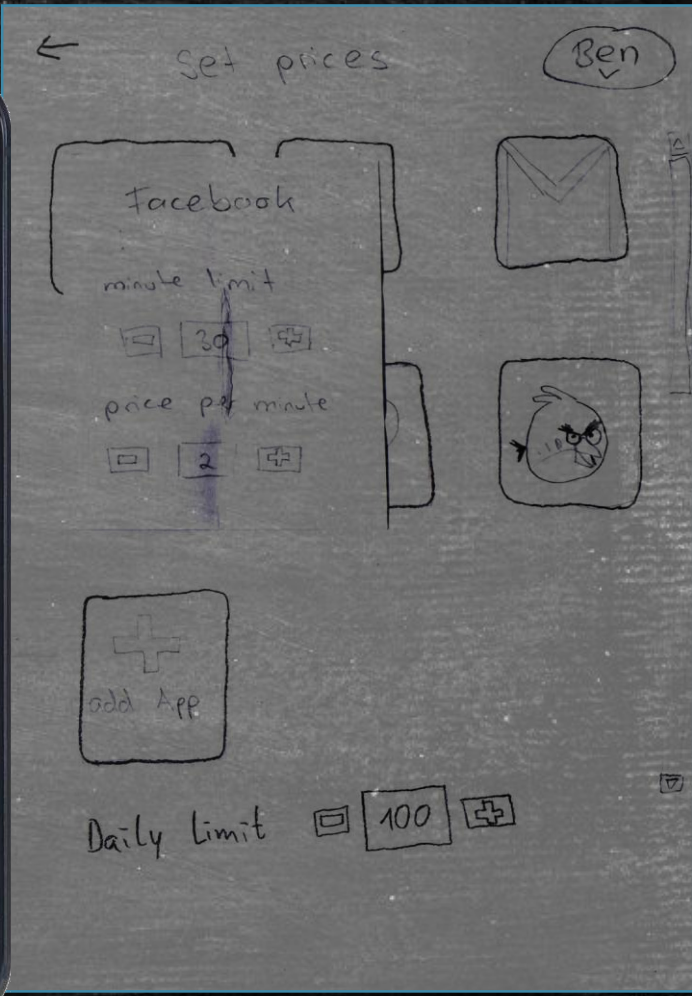 Set prices
Ben
Facebook
minute limit
30
price per minute
2
add App
Daily Limit
100